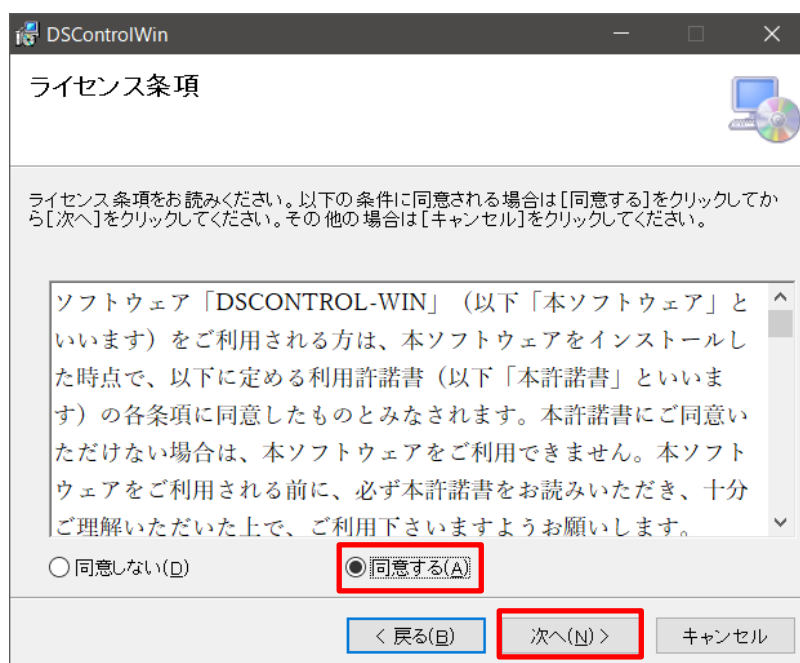 DSControlWin
ライセンス条項
ライセンス条項をお読みください。以下の条件に同意される場合は[同意する]をクリックしてか
ら[次へ]をクリックしてください。その他の場合は[キャンセル]をクリックしてください。
ソフトウェア「DSCONTROL-WIN」（以下「本ソフトウェア」と
いいます）をご利用される方は、本ソフトウェアをインストールし
た時点で、以下に定める利用許諾書（以下「本許諾書」といいま
す）の各条項に同意したものとみなされます。本許諾書にご同意い
ただけない場合は、本ソフトウェアをご利用できません。本ソフト
ウェアをご利用される前に、必ず本許諾書をお読みいただき、十分
ご理解いただいた上で、ご利用下さいますようお願いします。
同意しない(D) 同意する(A)
< 戻る(B) 次へ(N) > キャンセル